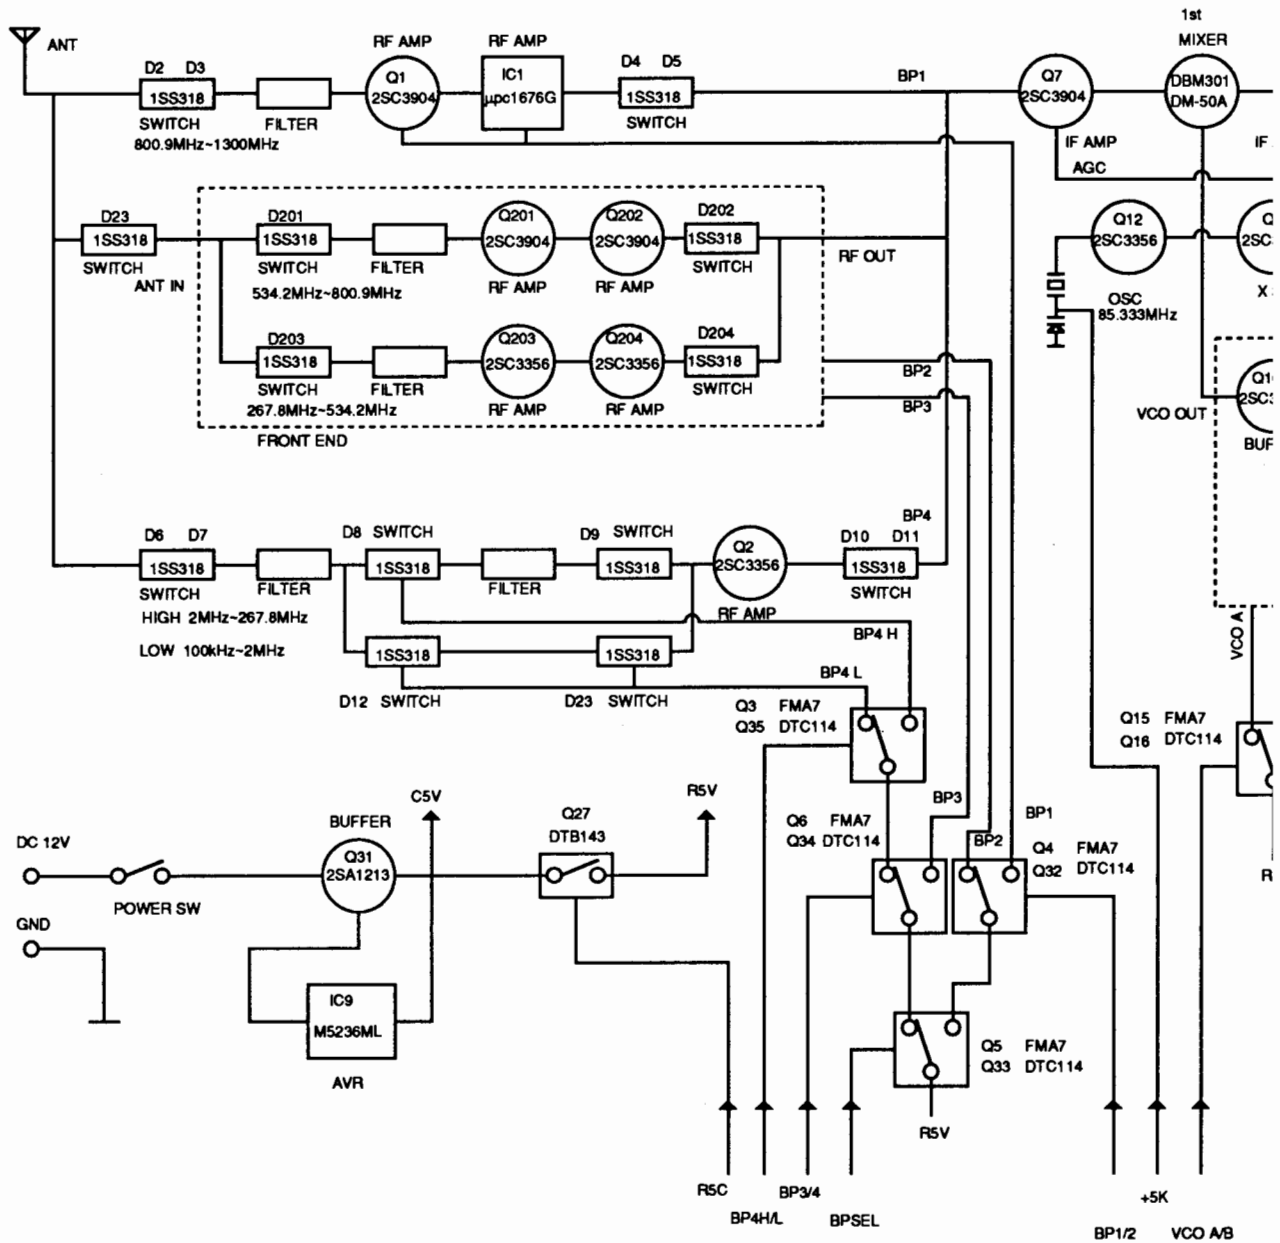 1st
MIXER
ANT
RF AMP
RF AMP
D2 D3
D4 D5
BP1
Q1
2SC3904
IC1
µpc1676G
Q7
2SC3904
DBM301
DM-50A
1SS318
1SS318
SWITCH
FILTER
SWITCH
800.9MHz~1300MHz
IF AMP
IF
AGC
D23
1SS318
SWITCH
ANT IN
D201
1SS318
SWITCH
FILTER
534.2MHz~800.9MHz
Q201
2SC3904
RF AMP
Q202
2SC3904
RF AMP
D202
1SS318
SWITCH
RF OUT
Q12
2SC3356
OSC
85.333MHz
Q
2SC
X
D203
1SS318
SWITCH
FILTER
267.8MHz~534.2MHz
Q203
2SC3356
RF AMP
Q204
2SC3356
RF AMP
D204
1SS318
SWITCH
BP2
BP3
FRONT END
VCO OUT
Q1
2SC3
BUF
D6 D7
1SS318
SWITCH
FILTER
D8 SWITCH
1SS318
FILTER
D9 SWITCH
1SS318
Q2
2SC3356
RF AMP
BP4
D10 D11
1SS318
SWITCH
HIGH 2MHz~267.8MHz
LOW 100kHz~2MHz
1SS318
1SS318
D12 SWITCH
D23 SWITCH
BP4 H
BP4 L
VCO A
Q3 FMA7
Q35 DTC114
Q15 FMA7
Q16 DTC114
C5V
R5V
Q27
DTB143
BUFFER
Q31
2SA1213
DC 12V
POWER SW
GND
IC9
M5236ML
AVR
BP3
BP1
BP2
Q6 FMA7
Q34 DTC114
Q4 FMA7
Q32 DTC114
R
Q5 FMA7
Q33 DTC114
R5V
R5C
BP4H/L
BP3/4
BPSEL
BP1/2
+5K
VCO A/B